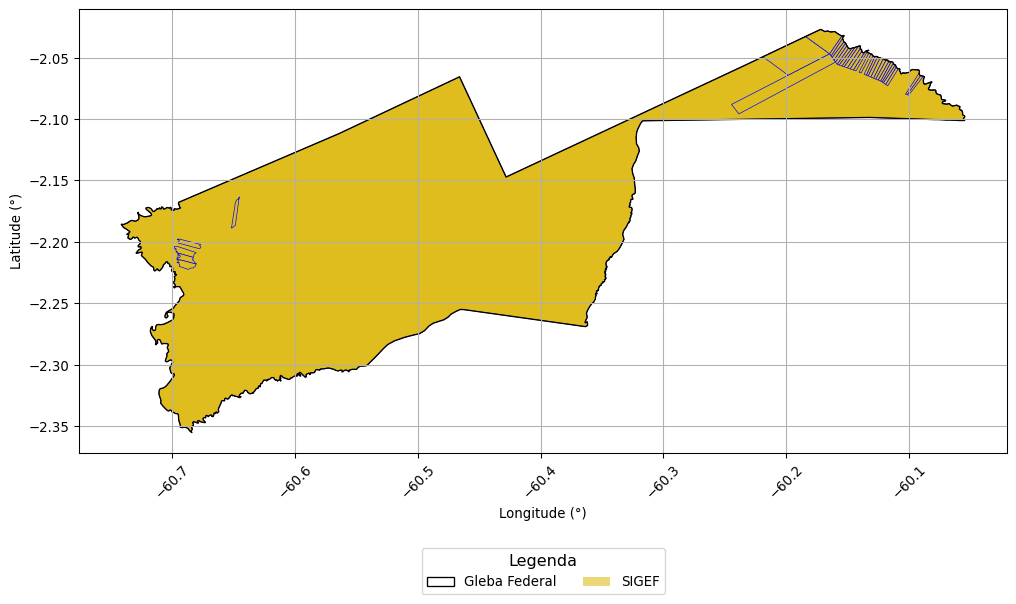 −2.05
−2.10
−2.15
−2.20
−2.25
−2.30
−2.35
Latitude (°)
−60.7
−60.6
−60.5
−60.4
−60.3
−60.2
−60.1
Longitude (°)
Legenda
Gleba Federal
SIGEF